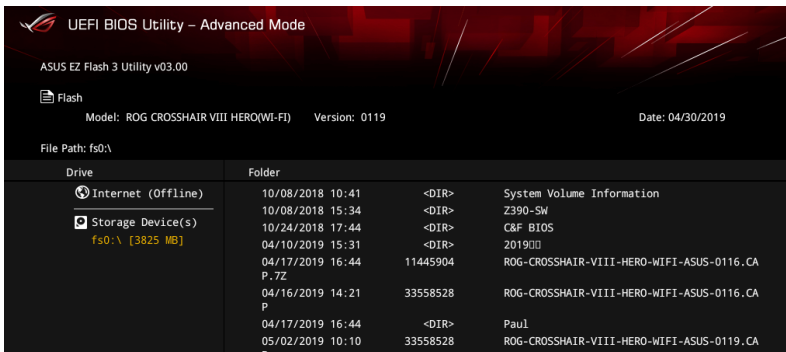 UEFI BIOS Utility – Advanced Mode
ASUS EZ Flash 3 Utility v03.00
Flash
Model: ROG CROSSHAIR VIII HERO(WI-FI) Version: 0119 Date: 04/30/2019
File Path: fs0:\
Drive Folder
Internet (Offline) 10/08/2018 10:41 <DIR> System Volume Information
10/08/2018 15:34 <DIR> Z390-SW
Storage Device(s) 10/24/2018 17:44 <DIR> C&F BIOS
fs0:\ [3825 MB] 04/10/2019 15:31 <DIR> 2019▯▯
04/17/2019 16:44 11445904 ROG-CROSSHAIR-VIII-HERO-WIFI-ASUS-0116.CA
P.7Z
04/16/2019 14:21 33558528 ROG-CROSSHAIR-VIII-HERO-WIFI-ASUS-0116.CA
P
04/17/2019 16:44 <DIR> Paul
05/02/2019 10:10 33558528 ROG-CROSSHAIR-VIII-HERO-WIFI-ASUS-0119.CA